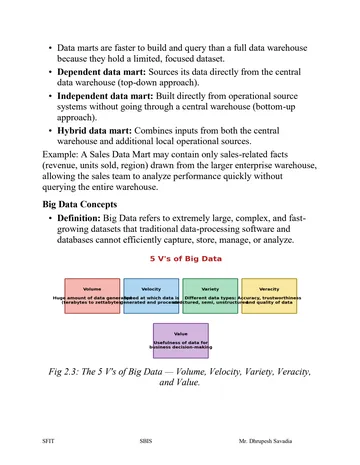 • Data marts are faster to build and query than a full data warehouse
because they hold a limited, focused dataset.
• Dependent data mart: Sources its data directly from the central
data warehouse (top-down approach).
• Independent data mart: Built directly from operational source
systems without going through a central warehouse (bottom-up
approach).
• Hybrid data mart: Combines inputs from both the central
warehouse and additional local operational sources.
Example: A Sales Data Mart may contain only sales-related facts
(revenue, units sold, region) drawn from the larger enterprise warehouse,
allowing the sales team to analyze performance quickly without
querying the entire warehouse.
Big Data Concepts
• Definition: Big Data refers to extremely large, complex, and fast-
growing datasets that traditional data-processing software and
databases cannot efficiently capture, store, manage, or analyze.
5 V's of Big Data
Volume
Huge amount of data
(terabytes to zettabytes)
Velocity
at which data is
generated and
Variety
Different data types:
semi,
Veracity
Accuracy, trustworthiness
and quality of data
Value
Usefulness of data for
business decision-making
Fig 2.3: The 5 V's of Big Data — Volume, Velocity, Variety, Veracity,
and Value.
SFIT SBIS Mr. Dhrupesh Savadia